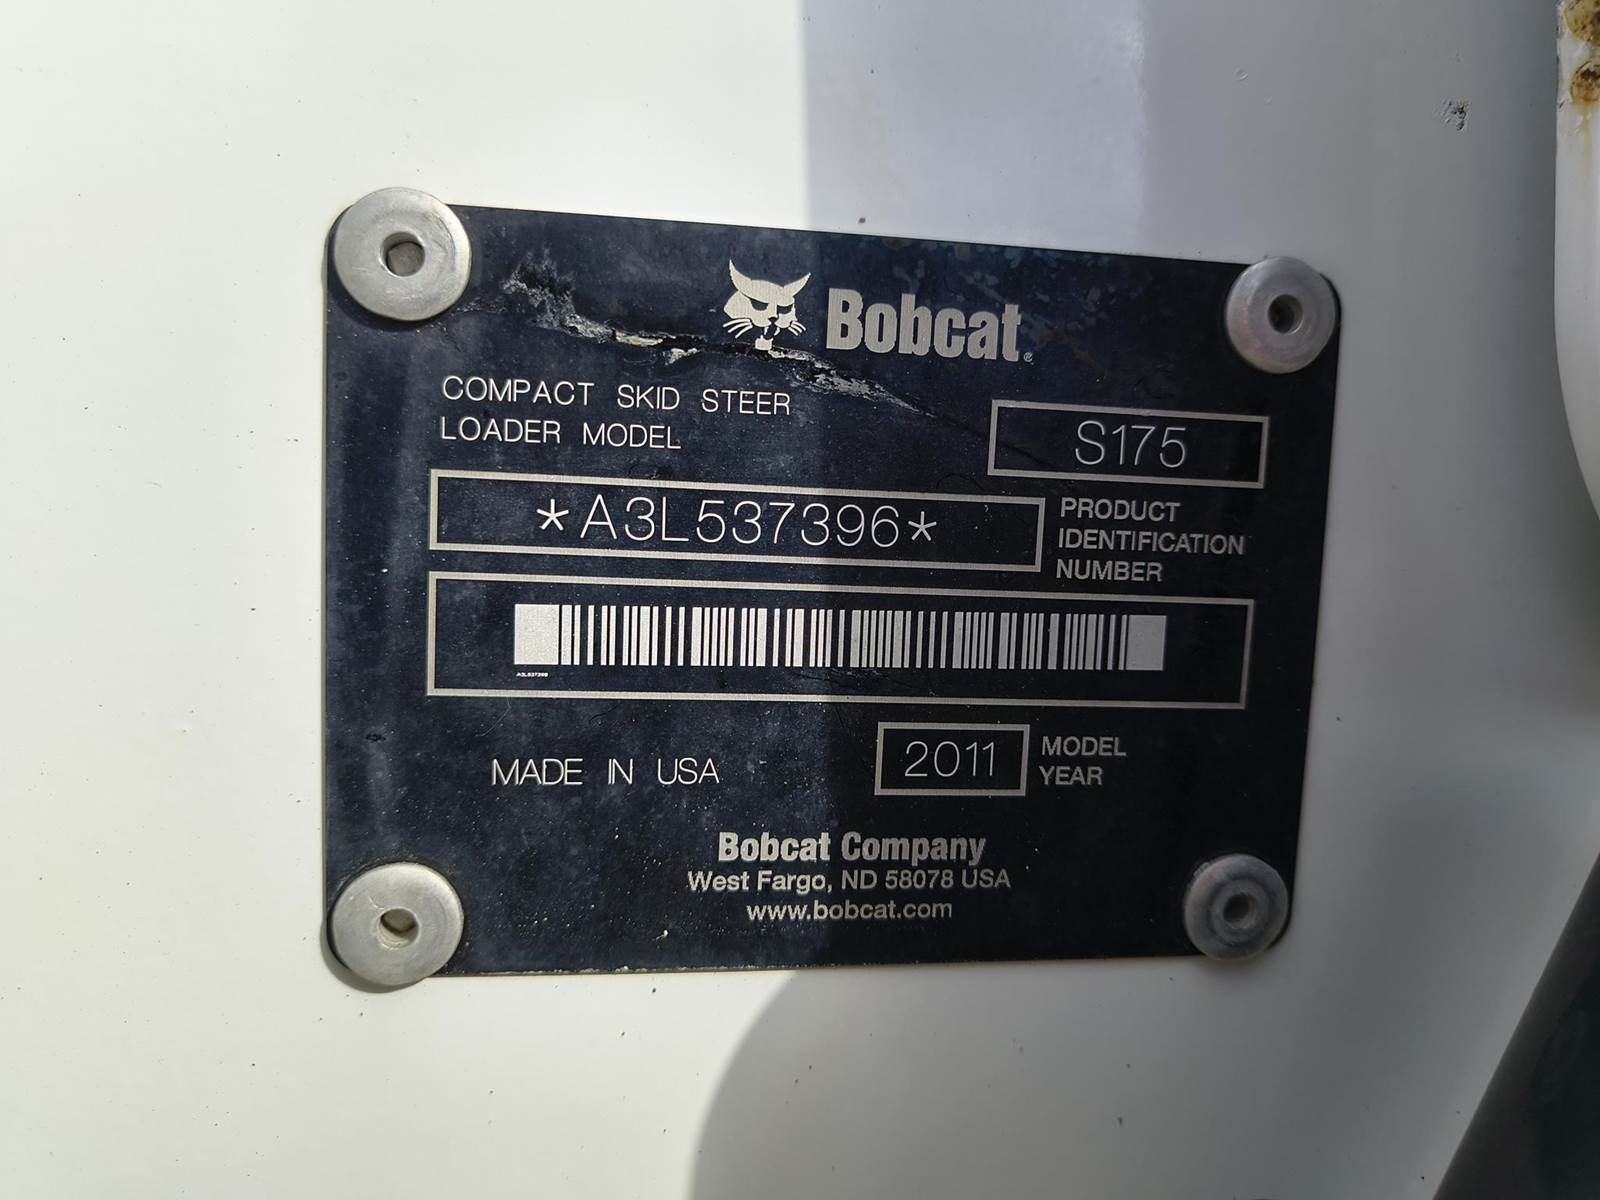 Bobcat®
COMPACT SKID STEER
LOADER MODEL
S175
*A3L537396*
PRODUCT
IDENTIFICATION
NUMBER
A3L537396
MADE IN USA
2011
MODEL
YEAR
Bobcat Company
West Fargo, ND 58078 USA
www.bobcat.com